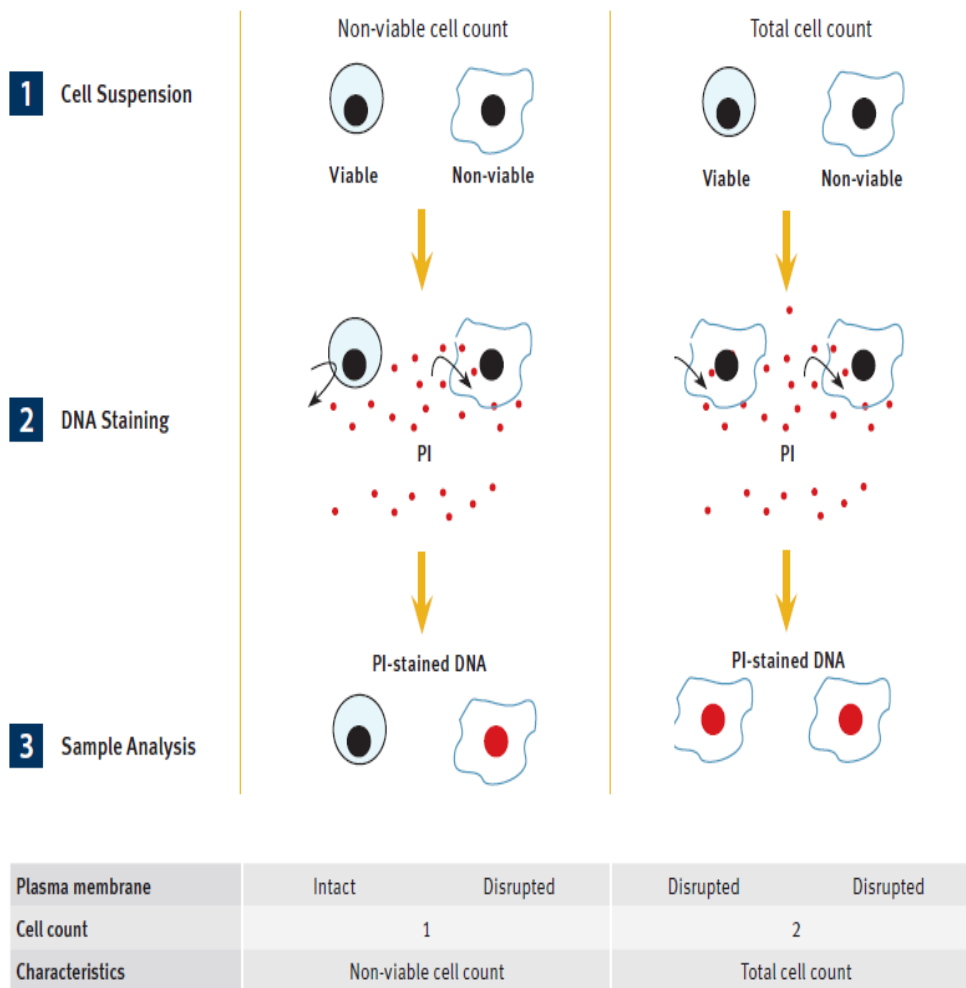 Non-viable cell count
Total cell count
1 Cell Suspension
Viable
Non-viable
Viable
Non-viable
2 DNA Staining
PI
PI
PI-stained DNA
PI-stained DNA
3 Sample Analysis
Plasma membrane Intact Disrupted Disrupted Disrupted
Cell count 1 2
Characteristics Non-viable cell count Total cell count